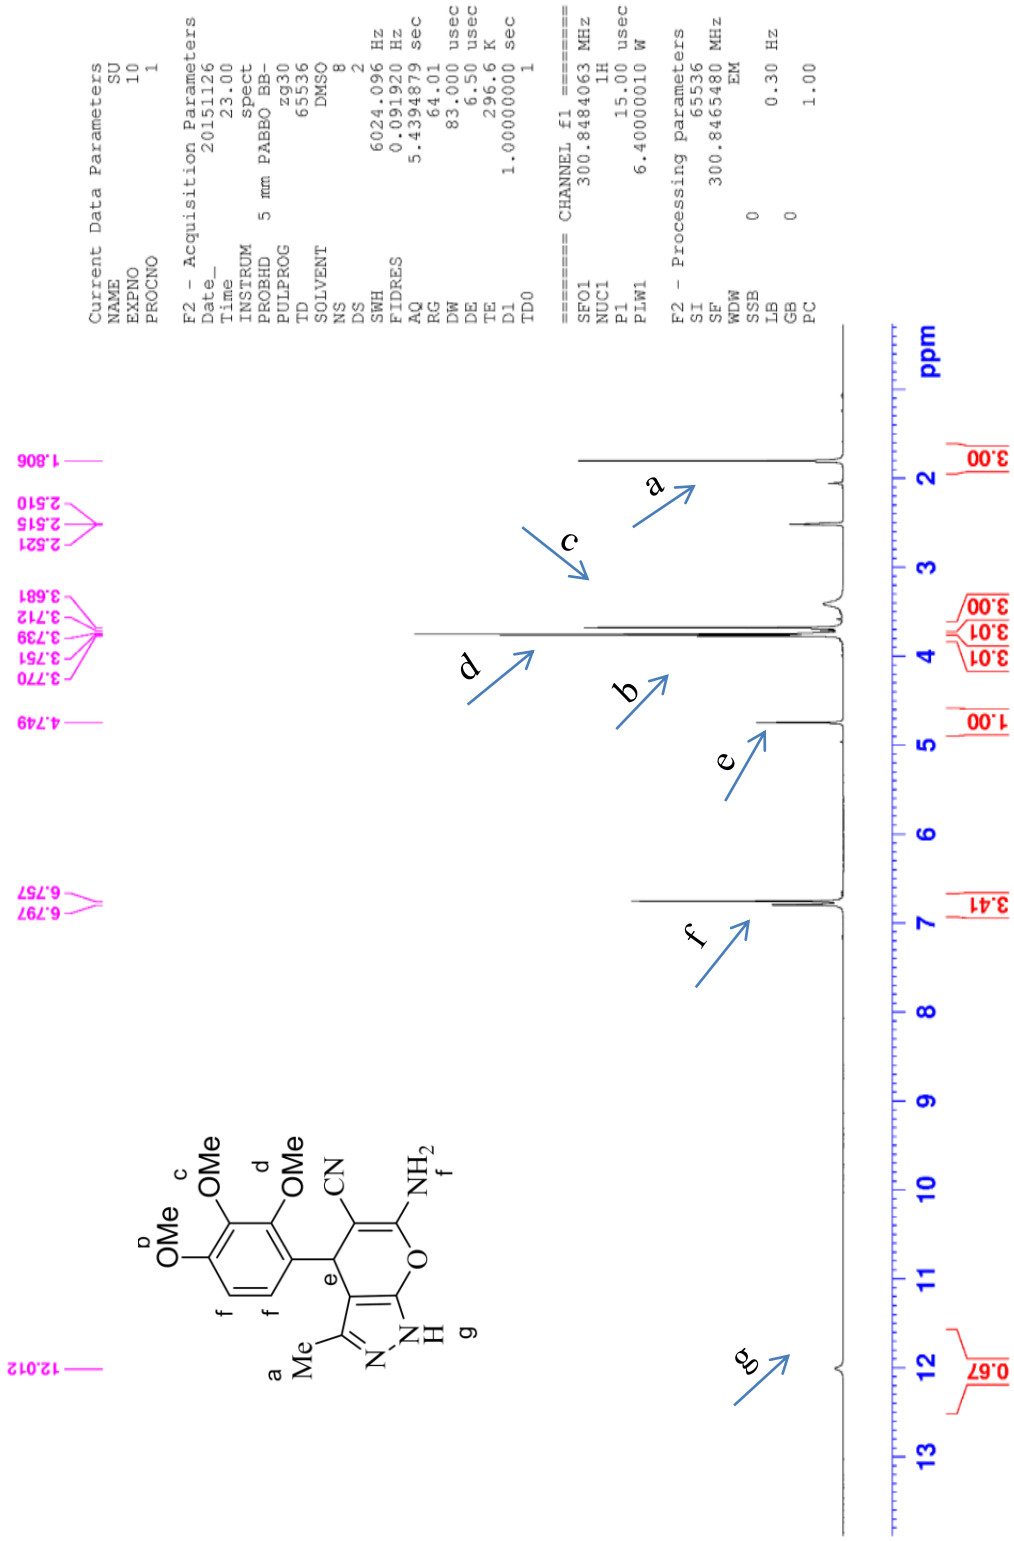 Current Data Parameters
NAME SU
EXPNO 10
PROCNO 1
F2 - Acquisition Parameters
Date_ 20151126
Time 23.00
INSTRUM spect
PROBHD 5 mm PABBO BB-
PULPROG zg30
TD 65536
SOLVENT DMSO
NS 8
DS 2
SWH 6024.096 Hz
FIDRES 0.091920 Hz
AQ 5.4394879 sec
RG 64.01
DW 83.000 usec
DE 6.50 usec
TE 296.6 K
D1 1.00000000 sec
TD0 1
======== CHANNEL f1 ========
SFO1 300.8484063 MHz
NUC1 1H
P1 15.00 usec
PLW1 6.40000010 W
F2 - Processing parameters
SI 65536
SF 300.8465480 MHz
WDW EM
SSB 0
LB 0.30 Hz
GB 0
PC 1.00
12.012
6.797
6.757
4.749
3.770
3.751
3.739
3.712
3.681
2.521
2.515
2.510
1.806
b
OMe
c
OMe
d
OMe
f
f
e
CN
NH2
f
O
a
Me
N
N
H
g
g
f
e
b
d
c
a
13 12 11 10 9 8 7 6 5 4 3 2 ppm
0.67
3.41
1.00
3.01
3.01
3.00
3.00